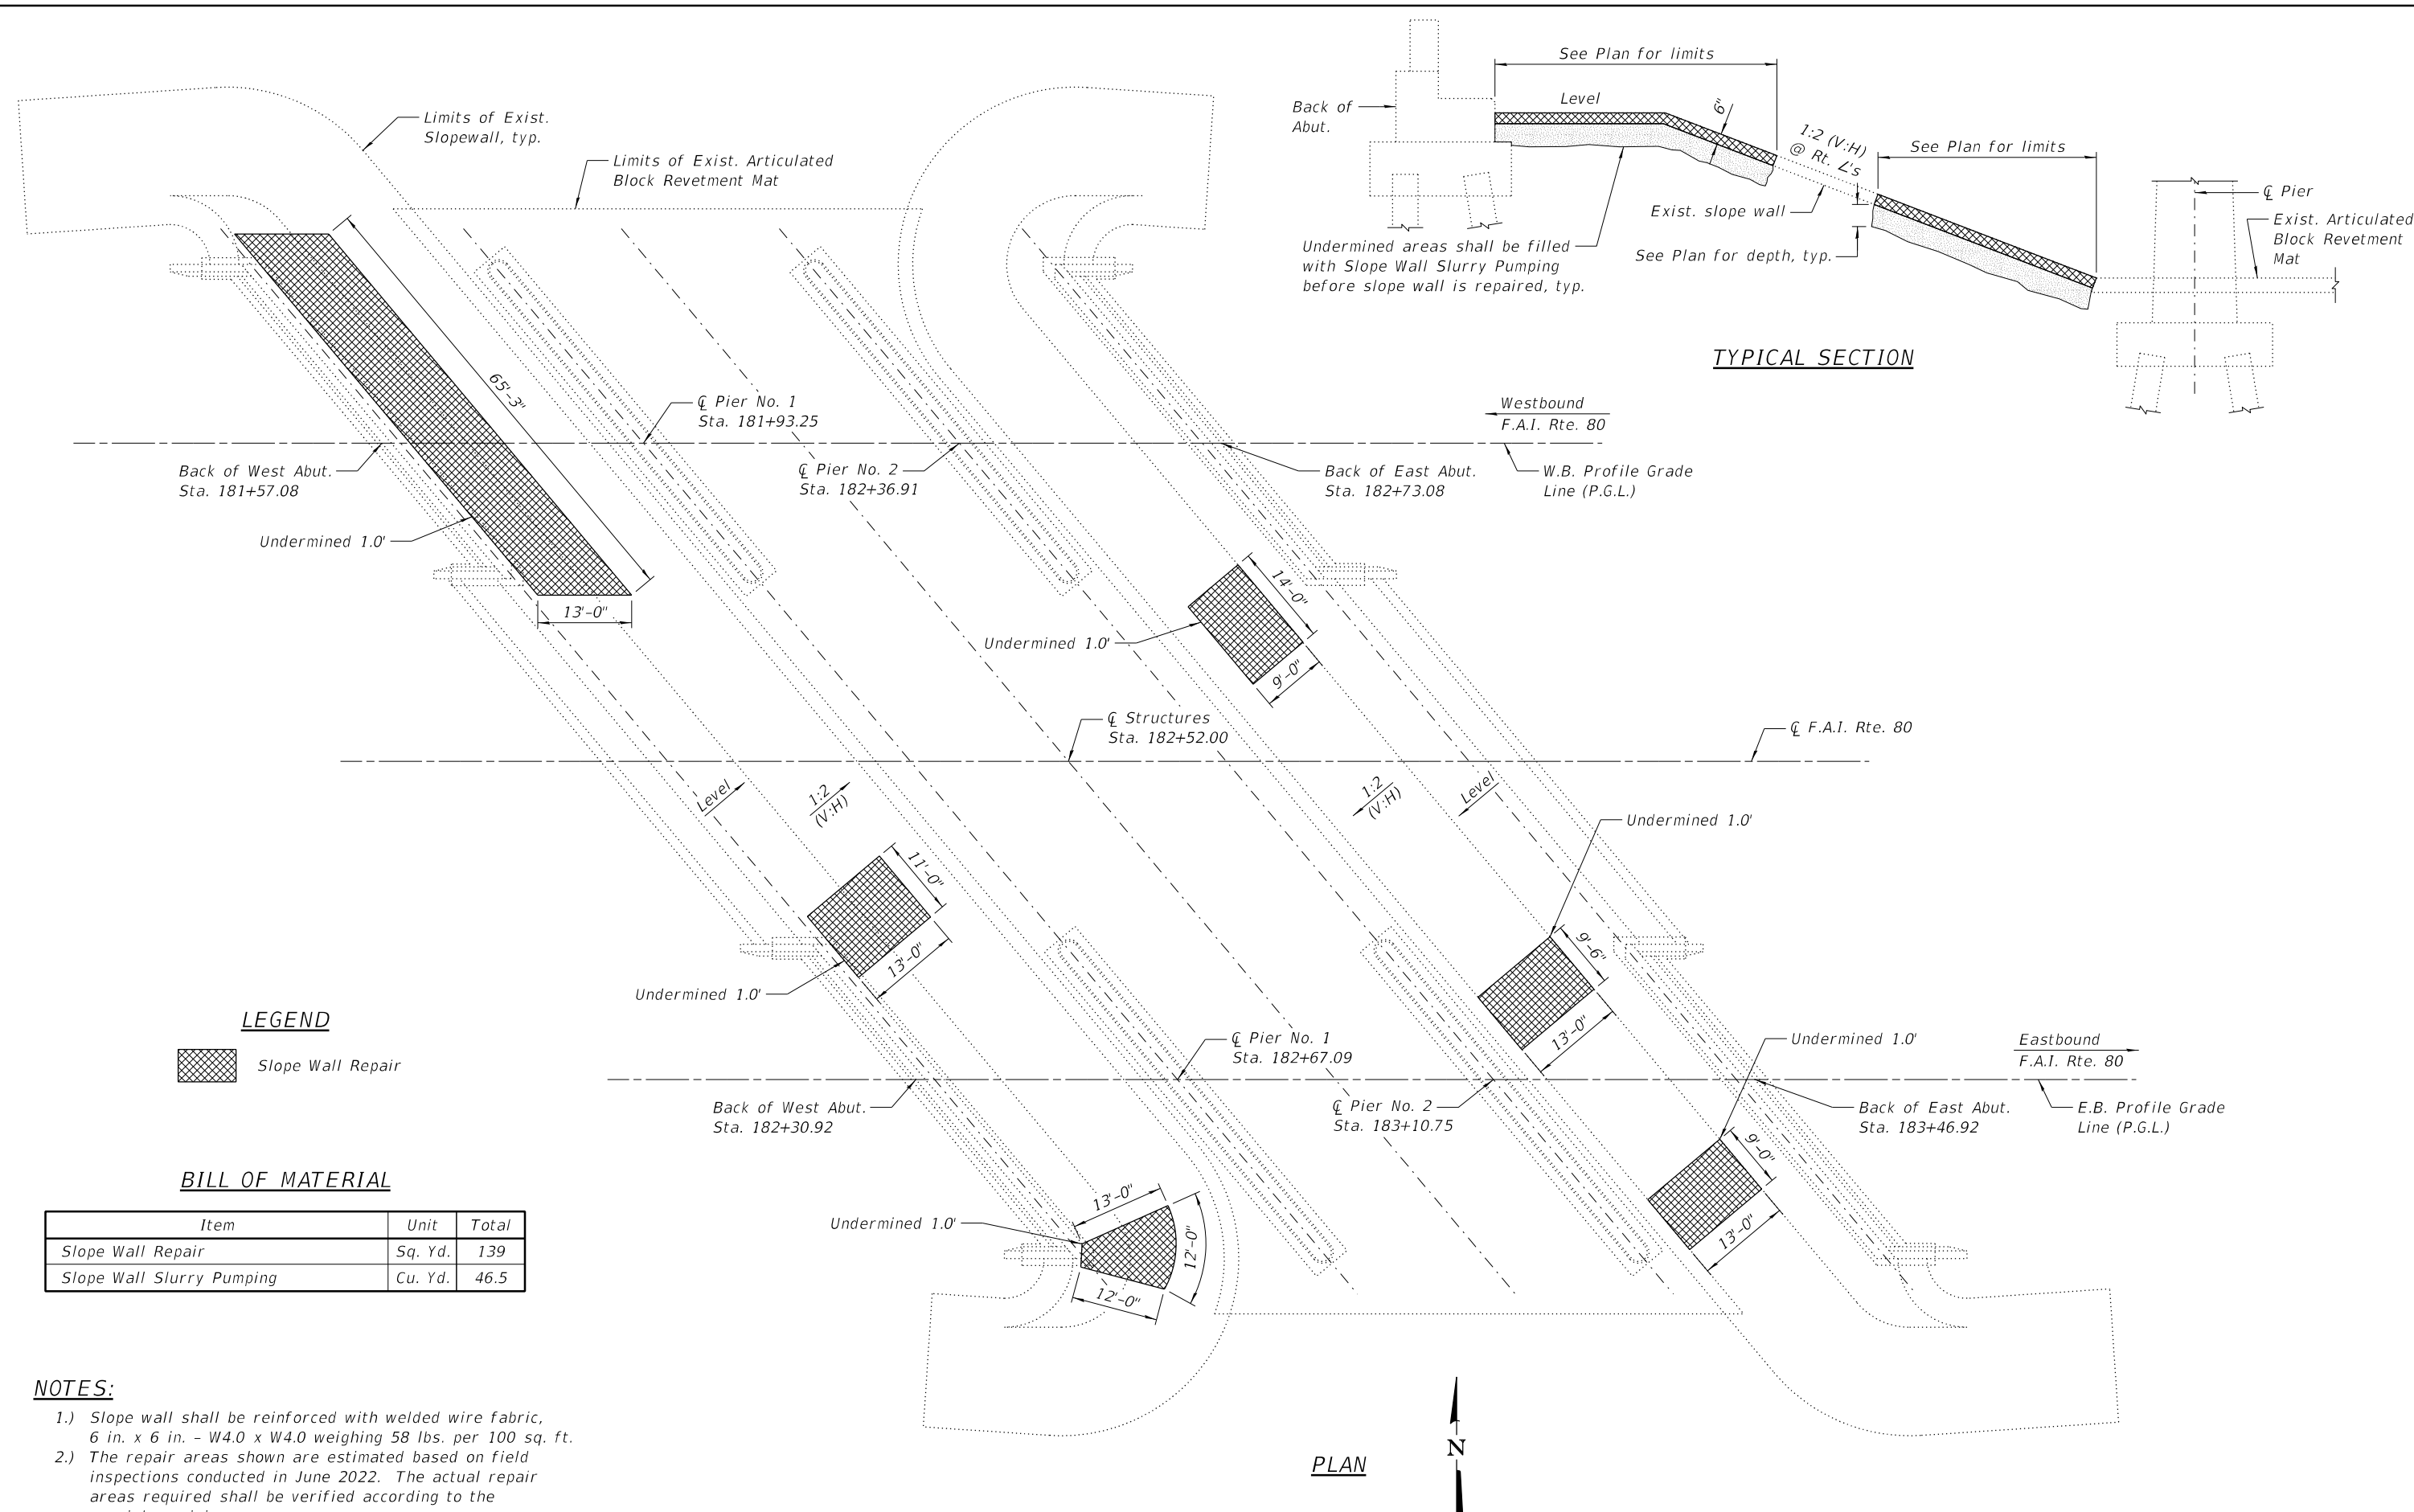 See Plan for limits
Back of
Abut.
Level
6"
1:2 (V:H)
@ Rt. ∠'s
See Plan for limits
℄ Pier
Exist. slope wall
Exist. Articulated
Block Revetment
Mat
Undermined areas shall be filled
with Slope Wall Slurry Pumping
before slope wall is repaired, typ.
See Plan for depth, typ.
TYPICAL SECTION
Limits of Exist.
Slopewall, typ.
Limits of Exist. Articulated
Block Revetment Mat
65'-3"
℄ Pier No. 1
Sta. 181+93.25
Westbound
F.A.I. Rte. 80
Back of West Abut.
Sta. 181+57.08
℄ Pier No. 2
Sta. 182+36.91
Back of East Abut.
Sta. 182+73.08
W.B. Profile Grade
Line (P.G.L.)
Undermined 1.0'
13'-0"
14'-0"
Undermined 1.0'
9'-0"
℄ Structures
Sta. 182+52.00
℄ F.A.I. Rte. 80
Level
1:2
(V:H)
1:2
(V:H)
Level
Undermined 1.0'
11'-0"
13'-0"
Undermined 1.0'
9'-6"
13'-0"
LEGEND
Slope Wall Repair
℄ Pier No. 1
Sta. 182+67.09
Undermined 1.0'
Eastbound
F.A.I. Rte. 80
Back of West Abut.
Sta. 182+30.92
℄ Pier No. 2
Sta. 183+10.75
Back of East Abut.
Sta. 183+46.92
E.B. Profile Grade
Line (P.G.L.)
9'-0"
13'-0"
Undermined 1.0'
13'-0"
12'-0"
12'-0"
BILL OF MATERIAL
Item Unit Total
Slope Wall Repair Sq. Yd. 139
Slope Wall Slurry Pumping Cu. Yd. 46.5
NOTES:
1.) Slope wall shall be reinforced with welded wire fabric,
6 in. x 6 in. - W4.0 x W4.0 weighing 58 lbs. per 100 sq. ft.
2.) The repair areas shown are estimated based on field
inspections conducted in June 2022. The actual repair
areas required shall be verified according to the
PLAN
N